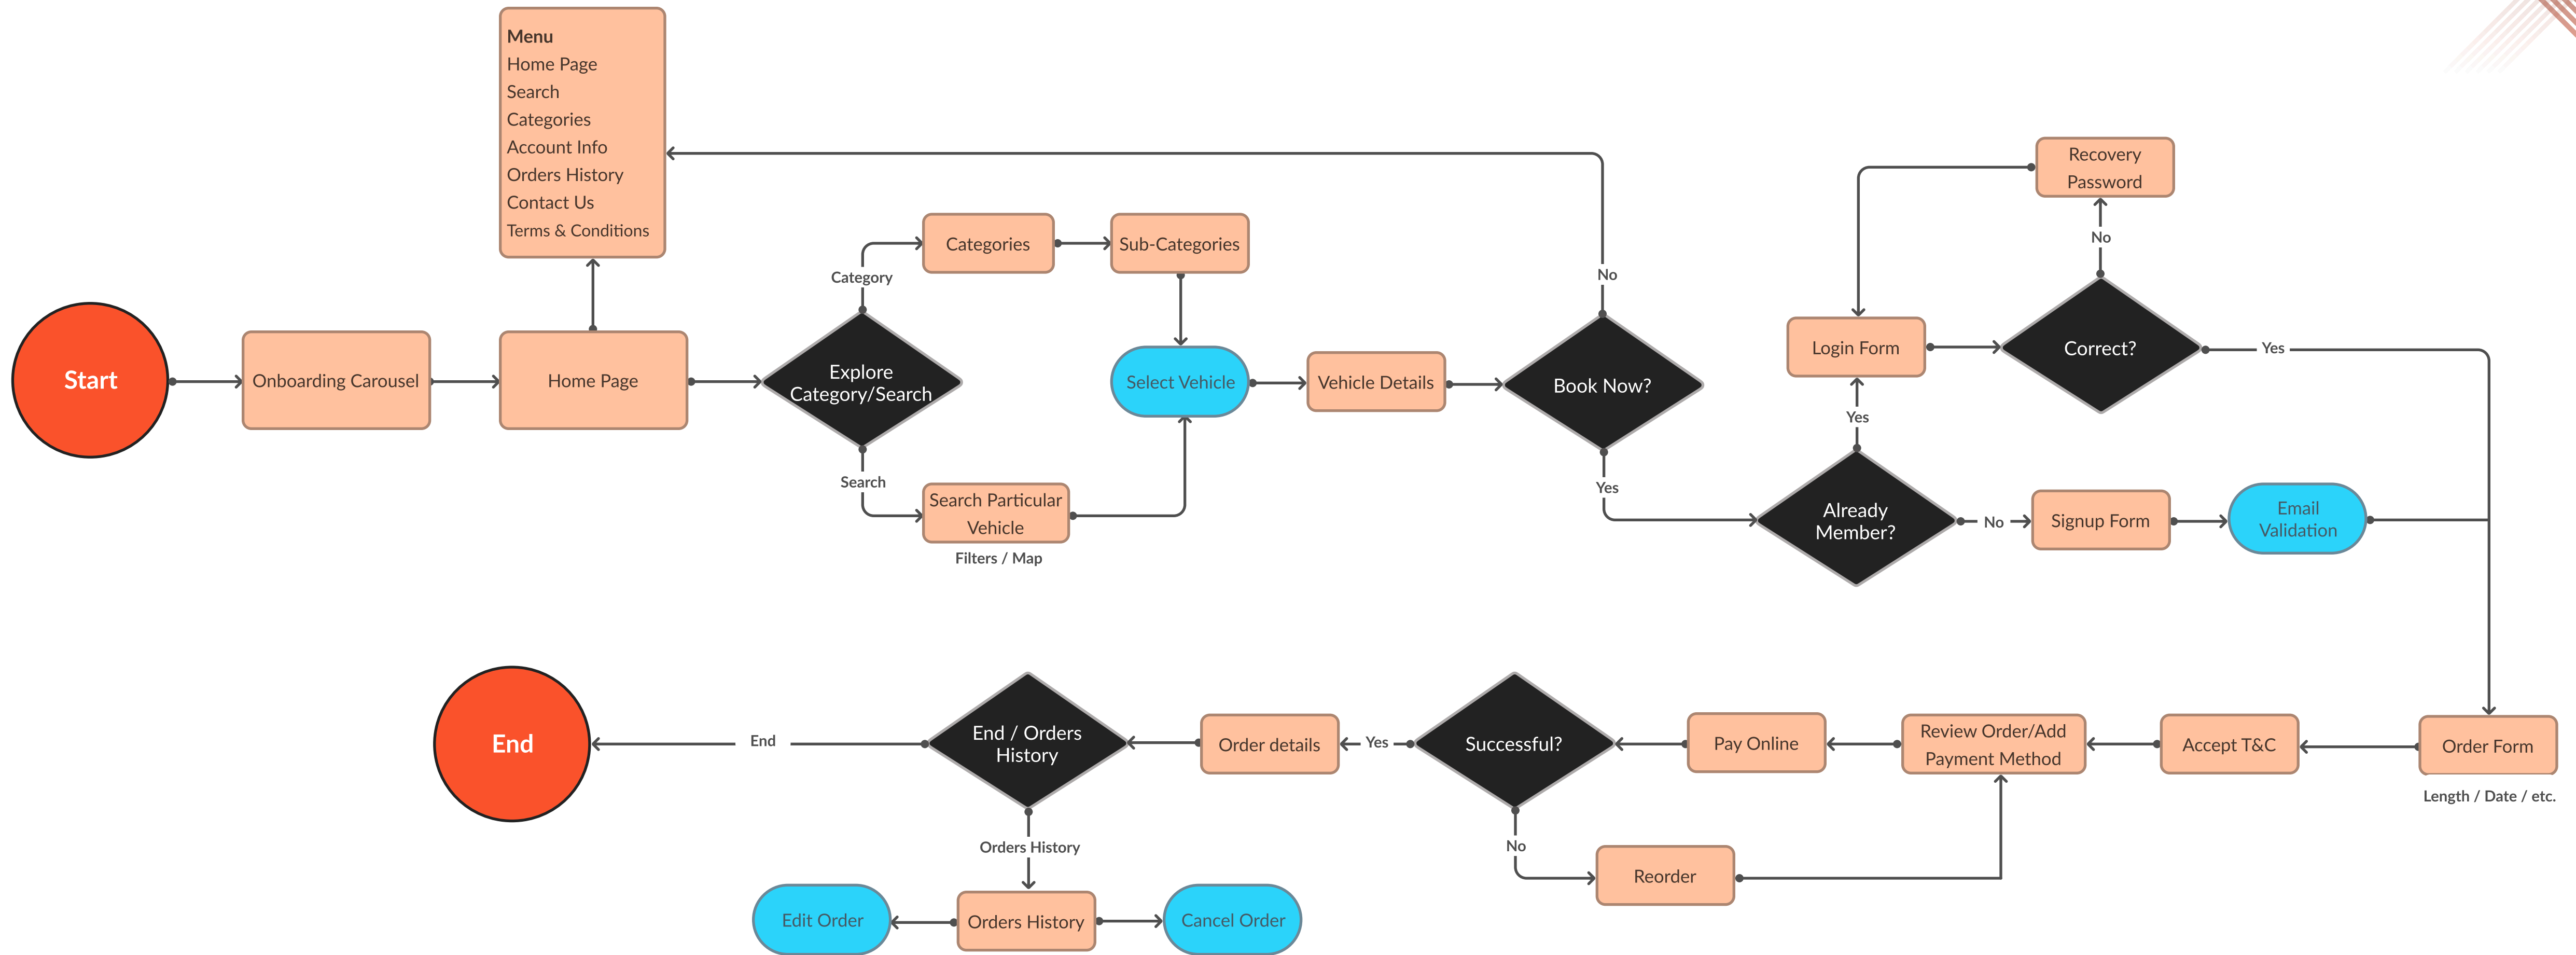 Menu
Home Page
Search
Categories
Account Info
Orders History
Contact Us
Terms & Conditions
Start
Onboarding Carousel
Home Page
Explore
Category/Search
Category
Categories
Sub-Categories
Search
Search Particular
Vehicle
Filters / Map
Select Vehicle
Vehicle Details
Book Now?
No
Yes
Already
Member?
Yes
Login Form
Correct?
No
Recovery
Password
Yes
No
Signup Form
Email
Validation
Order Form
Length / Date / etc.
Accept T&C
Review Order/Add
Payment Method
Pay Online
Successful?
No
Reorder
Yes
Order details
End / Orders
History
End
End
Orders History
Orders History
Edit Order
Cancel Order